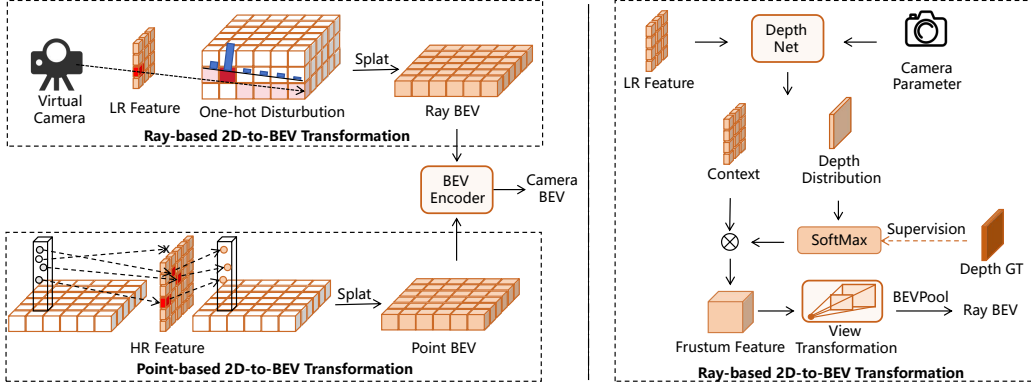 Virtual
Camera
LR Feature
One-hot Disturbution
Splat
Ray BEV
Ray-based 2D-to-BEV Transformation
BEV
Encoder
Camera
BEV
HR Feature
Splat
Point BEV
Point-based 2D-to-BEV Transformation
LR Feature
Depth
Net
Camera
Parameter
Context
Depth
Distribution
SoftMax
Supervision
Depth GT
Frustum Feature
View
Transformation
BEVPool
Ray BEV
Ray-based 2D-to-BEV Transformation